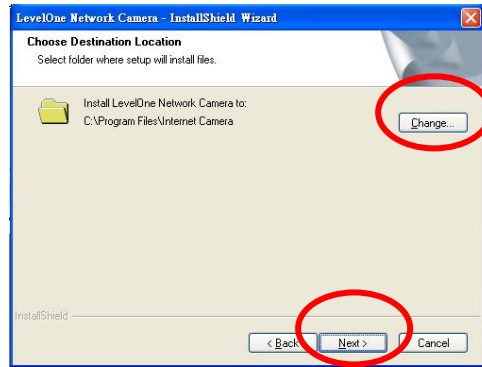 LevelOne Network Camera - InstallShield Wizard
Choose Destination Location
Select folder where setup will install files.
Install LevelOne Network Camera to:
C:\Program Files\Internet Camera
Change...
InstallShield
< Back
Next >
Cancel